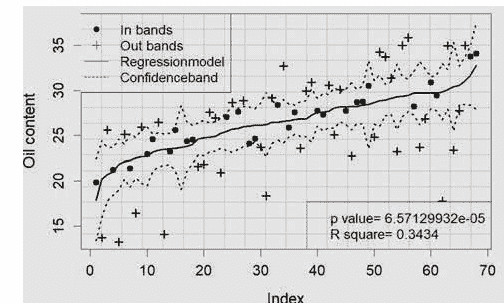 In bands
Out bands
Regressionmodel
Confidenceband
35
30
25
20
15
Oil content
p value= 6.57129932e-05
R square= 0.3434
0
10
20
30
40
50
60
70
Index